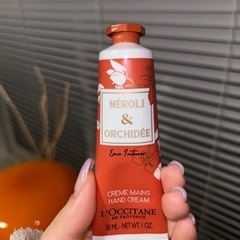 NÉROLI
&
ORCHIDÉE
Eau Intense
CRÈME MAINS
HAND CREAM
L'OCCITANE
EN PROVENCE
30 ML - NET WT. 1 OZ.